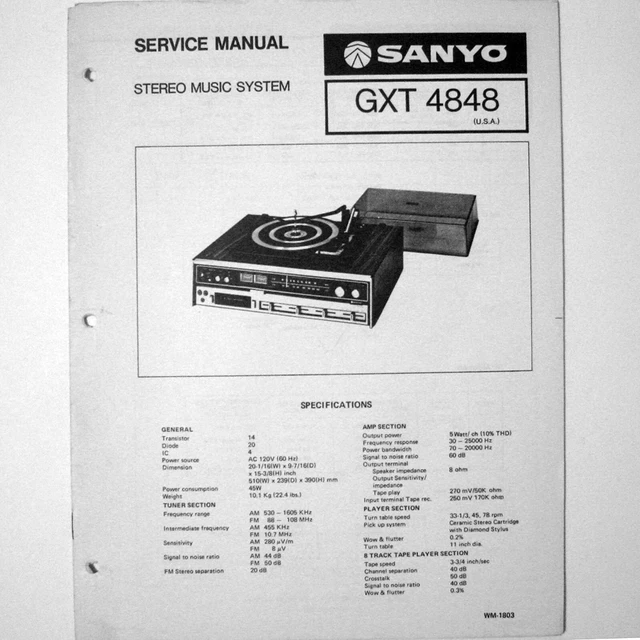 SERVICE MANUAL
STEREO MUSIC SYSTEM
SANYO
GXT 4848
(U.S.A.)
SPECIFICATIONS
GENERAL
Transistor 14
Diode 20
IC 4
Power source AC 120V (60 Hz)
Dimension 20-1/16(W) x 9-7/16(D)
x 15-3/8(H) inch
510(W) x 239(D) x 390(H) mm
Power consumption 45W
Weight 10.1 Kg (22.4 lbs.)
TUNER SECTION
Frequency range AM 530 - 1605 KHz
FM 88 - 108 MHz
Intermediate frequency AM 455 KHz
FM 10.7 MHz
Sensitivity AM 280 μV/m
FM 8 μV
Signal to noise ratio AM 44 dB
FM 50 dB
FM Stereo separation 20 dB
AMP SECTION
Output power 5Watt/ ch (10% THD)
Frequency response 30 - 25000 Hz
Power bandwidth 70 - 20000 Hz
Signal to noise ratio 60 dB
Output terminal
Speaker impedance 8 ohm
Output Sensitivity/
impedance
Tape play 270 mV/50K ohm
Input terminal Tape rec. 250 mV 170K ohm
PLAYER SECTION
Turn table speed 33-1/3, 45, 78 rpm
Pick up system Ceramic Stereo Cartridge
with Diamond Stylus
Wow & flutter 0.2%
Turn table 11 inch dia.
8 TRACK TAPE PLAYER SECTION
Tape speed 3-3/4 inch/sec
Channel separation 40 dB
Crosstalk 50 dB
Signal to noise ratio 40 dB
Wow & flutter 0.3%
WM-1803